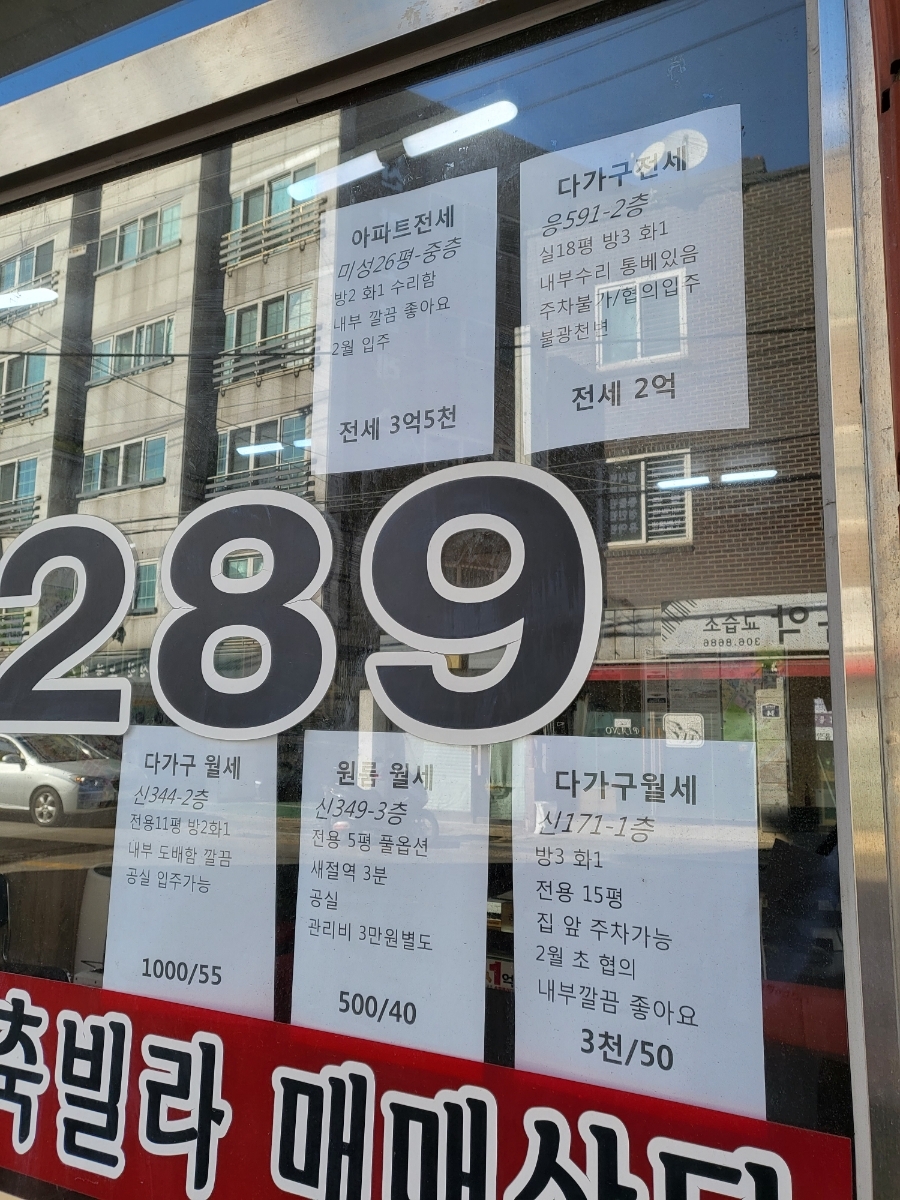 아파트전세
미성26평-중층
방2 화1 수리함
내부 깔끔 좋아요
2월 입주
전세 3억5천
다가구전세
응591-2층
실18평 방3 화1
내부수리 통베있음
주차불가/협의입주
불광천변
전세 2억
289
다가구 월세
신344-2층
전용11평 방2화1
내부 도배함 깔끔
공실 입주가능
1000/55
원룸 월세
신349-3층
전용 5평 풀옵션
새절역 3분
공실
관리비 3만원별도
500/40
다가구월세
신171-1층
방3 화1
전용 15평
집 앞 주차가능
2월 초 협의
내부깔끔 좋아요
3천/50
교습소
306.8686
축빌라 매매상담